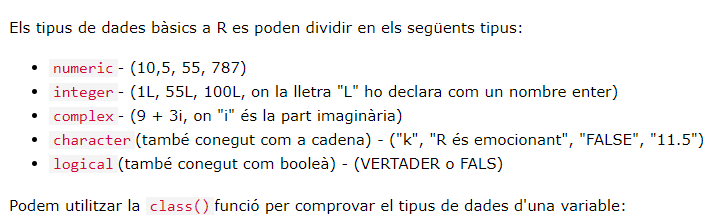 Els tipus de dades bàsics a R es poden dividir en els següents tipus:
• numeric - (10,5, 55, 787)
• integer - (1L, 55L, 100L, on la lletra "L" ho declara com un nombre enter)
• complex - (9 + 3i, on "i" és la part imaginària)
• character (també conegut com a cadena) - ("k", "R és emocionant", "FALSE", "11.5")
• logical (també conegut com booleà) - (VERTADER o FALS)
Podem utilitzar la class() funció per comprovar el tipus de dades d'una variable: